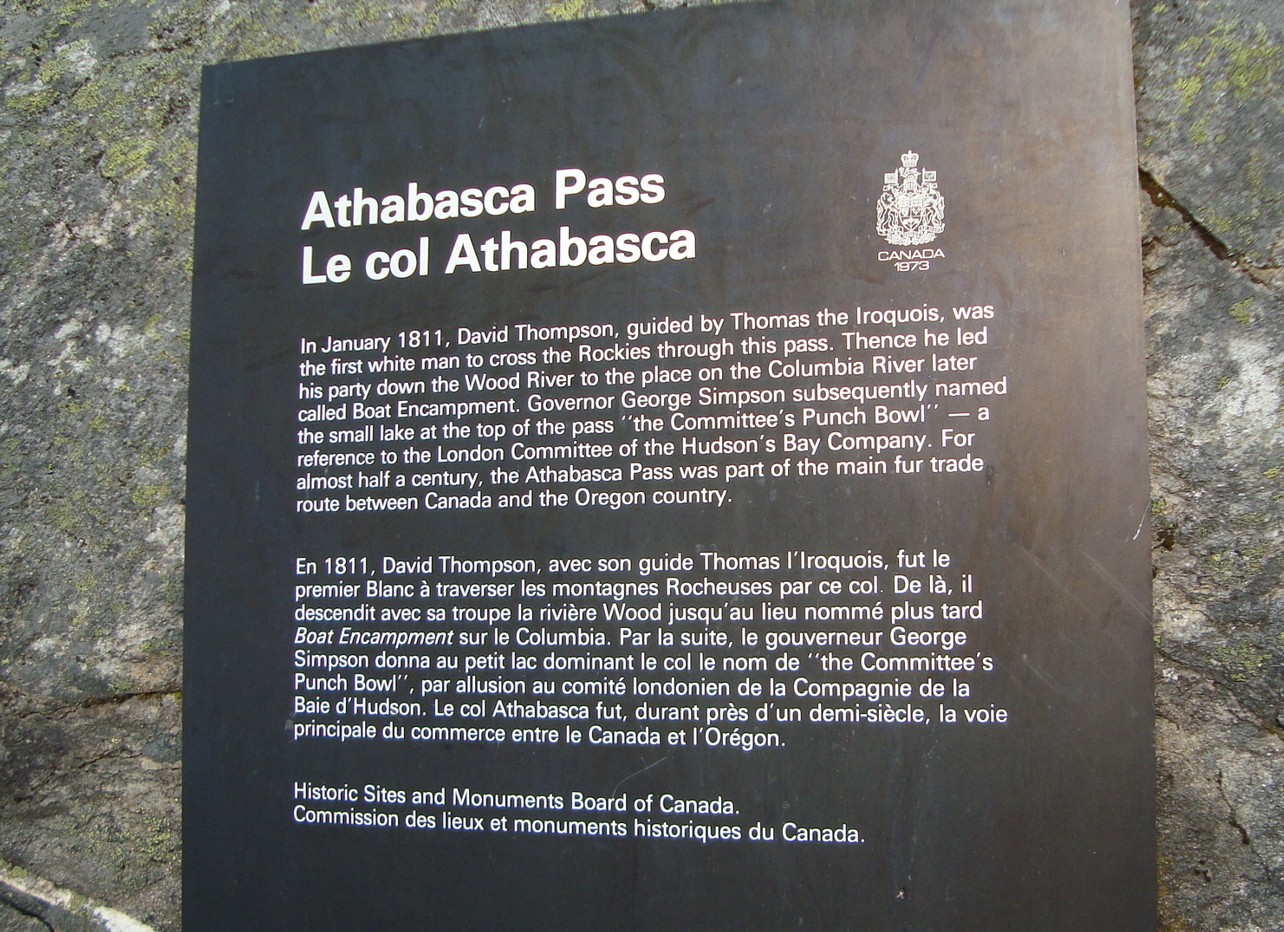 Athabasca Pass
Le col Athabasca
CANADA
1973
In January 1811, David Thompson, guided by Thomas the Iroquois, was
the first white man to cross the Rockies through this pass. Thence he led
his party down the Wood River to the place on the Columbia River later
called Boat Encampment. Governor George Simpson subsequently named
the small lake at the top of the pass ''the Committee's Punch Bowl'' — a
reference to the London Committee of the Hudson's Bay Company. For
almost half a century, the Athabasca Pass was part of the main fur trade
route between Canada and the Oregon country.
En 1811, David Thompson, avec son guide Thomas l'Iroquois, fut le
premier Blanc à traverser les montagnes Rocheuses par ce col. De là, il
descendit avec sa troupe la rivière Wood jusqu'au lieu nommé plus tard
Boat Encampment sur le Columbia. Par la suite, le gouverneur George
Simpson donna au petit lac dominant le col le nom de ''the Committee's
Punch Bowl'', par allusion au comité londonien de la Compagnie de la
Baie d'Hudson. Le col Athabasca fut, durant près d'un demi-siècle, la voie
principale du commerce entre le Canada et l'Orégon.
Historic Sites and Monuments Board of Canada.
Commission des lieux et monuments historiques du Canada.